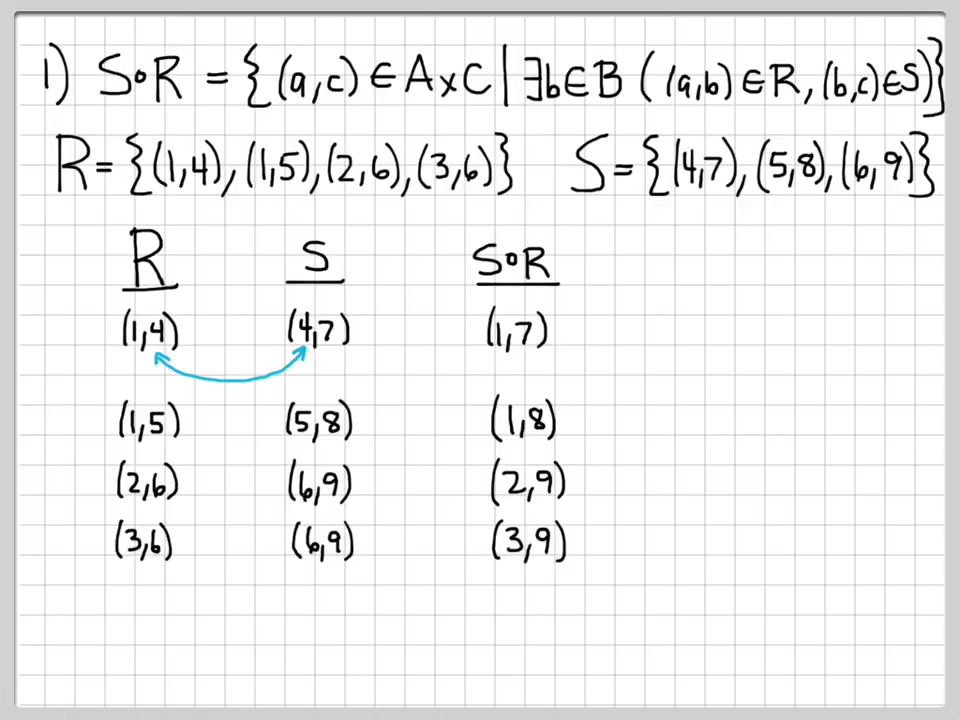 1) S∘R = {(a,c) ∈ A×C | ∃b∈B ((a,b) ∈ R, (b,c) ∈ S)}
R = {(1,4), (1,5), (2,6), (3,6)} S = {(4,7), (5,8), (6,9)}
R S S∘R
(1,4) (4,7) (1,7)
(1,5) (5,8) (1,8)
(2,6) (6,9) (2,9)
(3,6) (6,9) (3,9)